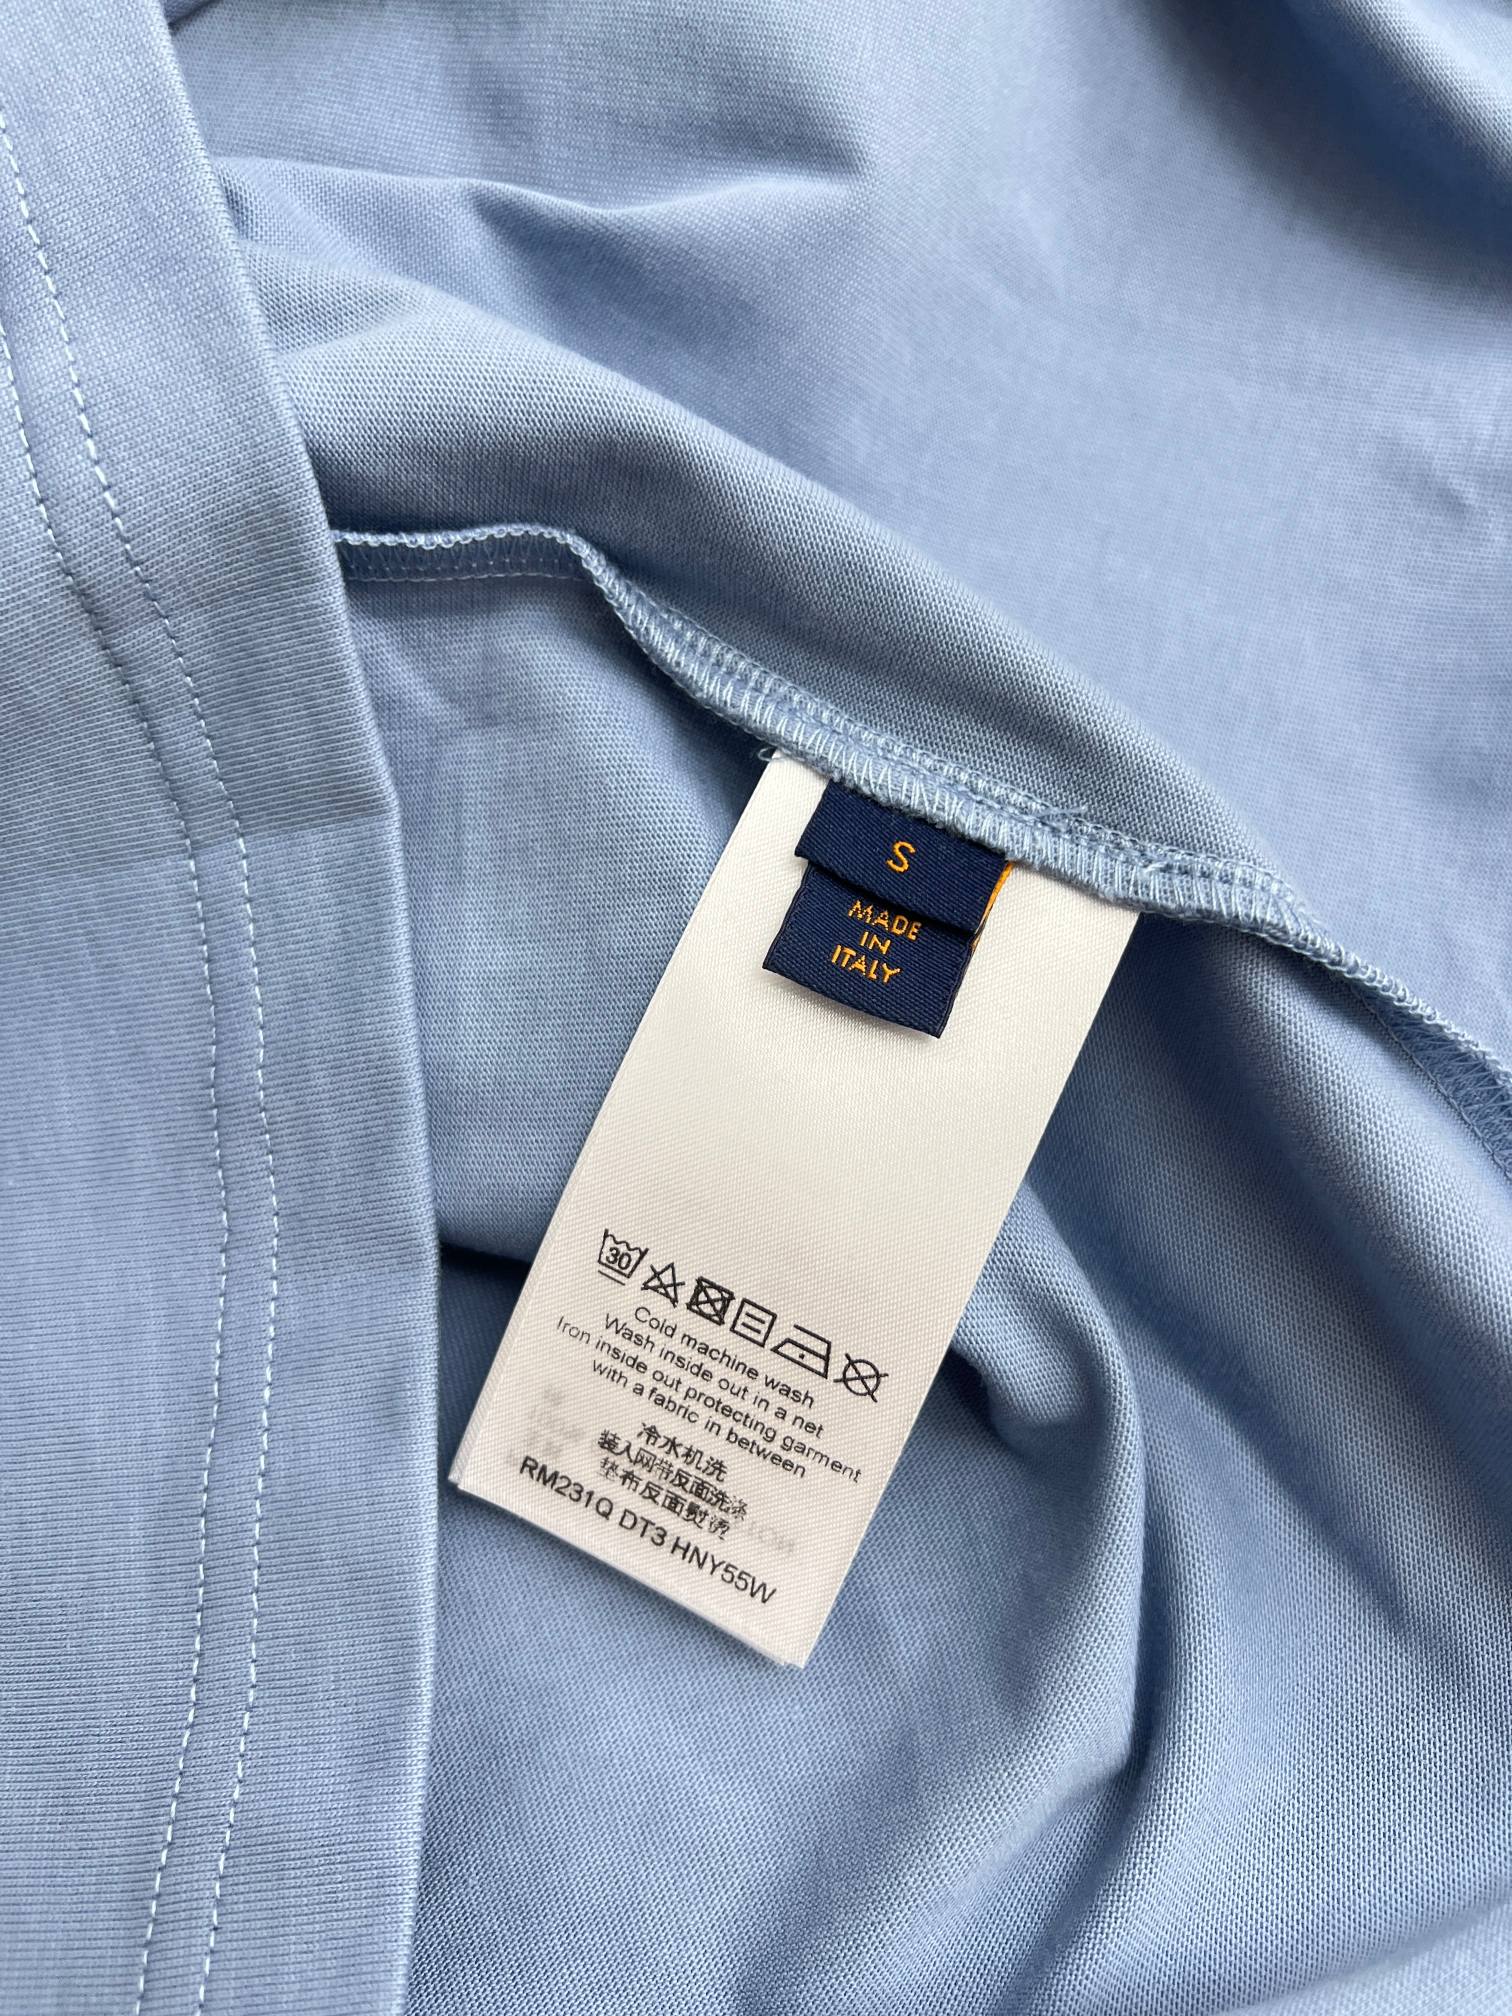 S
MADE
IN
ITALY
30
Cold machine wash
Wash inside out in a net
Iron inside out protecting garment
with a fabric in between
冷水机洗
装入网带反面洗涤
垫布反面熨烫
RM231Q DT3 HNY55W